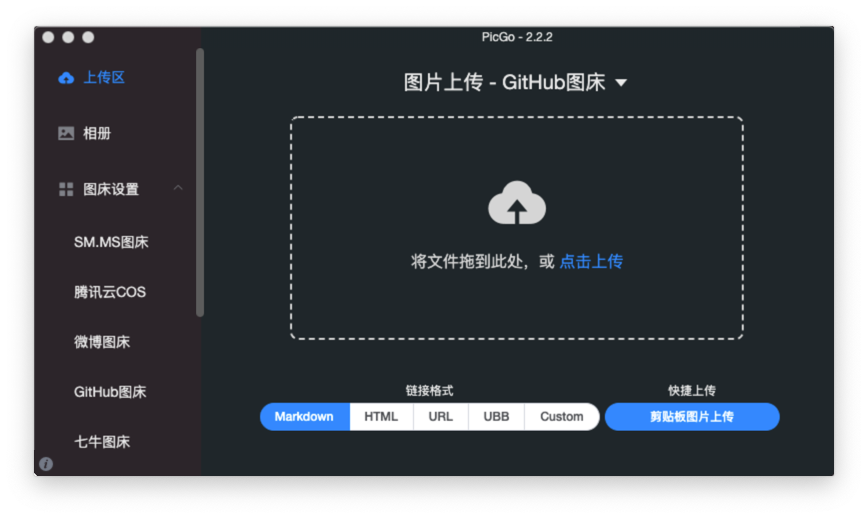 PicGo - 2.2.2
上传区
相册
图床设置
SM.MS图床
腾讯云COS
微博图床
GitHub图床
七牛图床
图片上传 - GitHub图床
将文件拖到此处，或 点击上传
链接格式
Markdown HTML URL UBB Custom
快捷上传
剪贴板图片上传